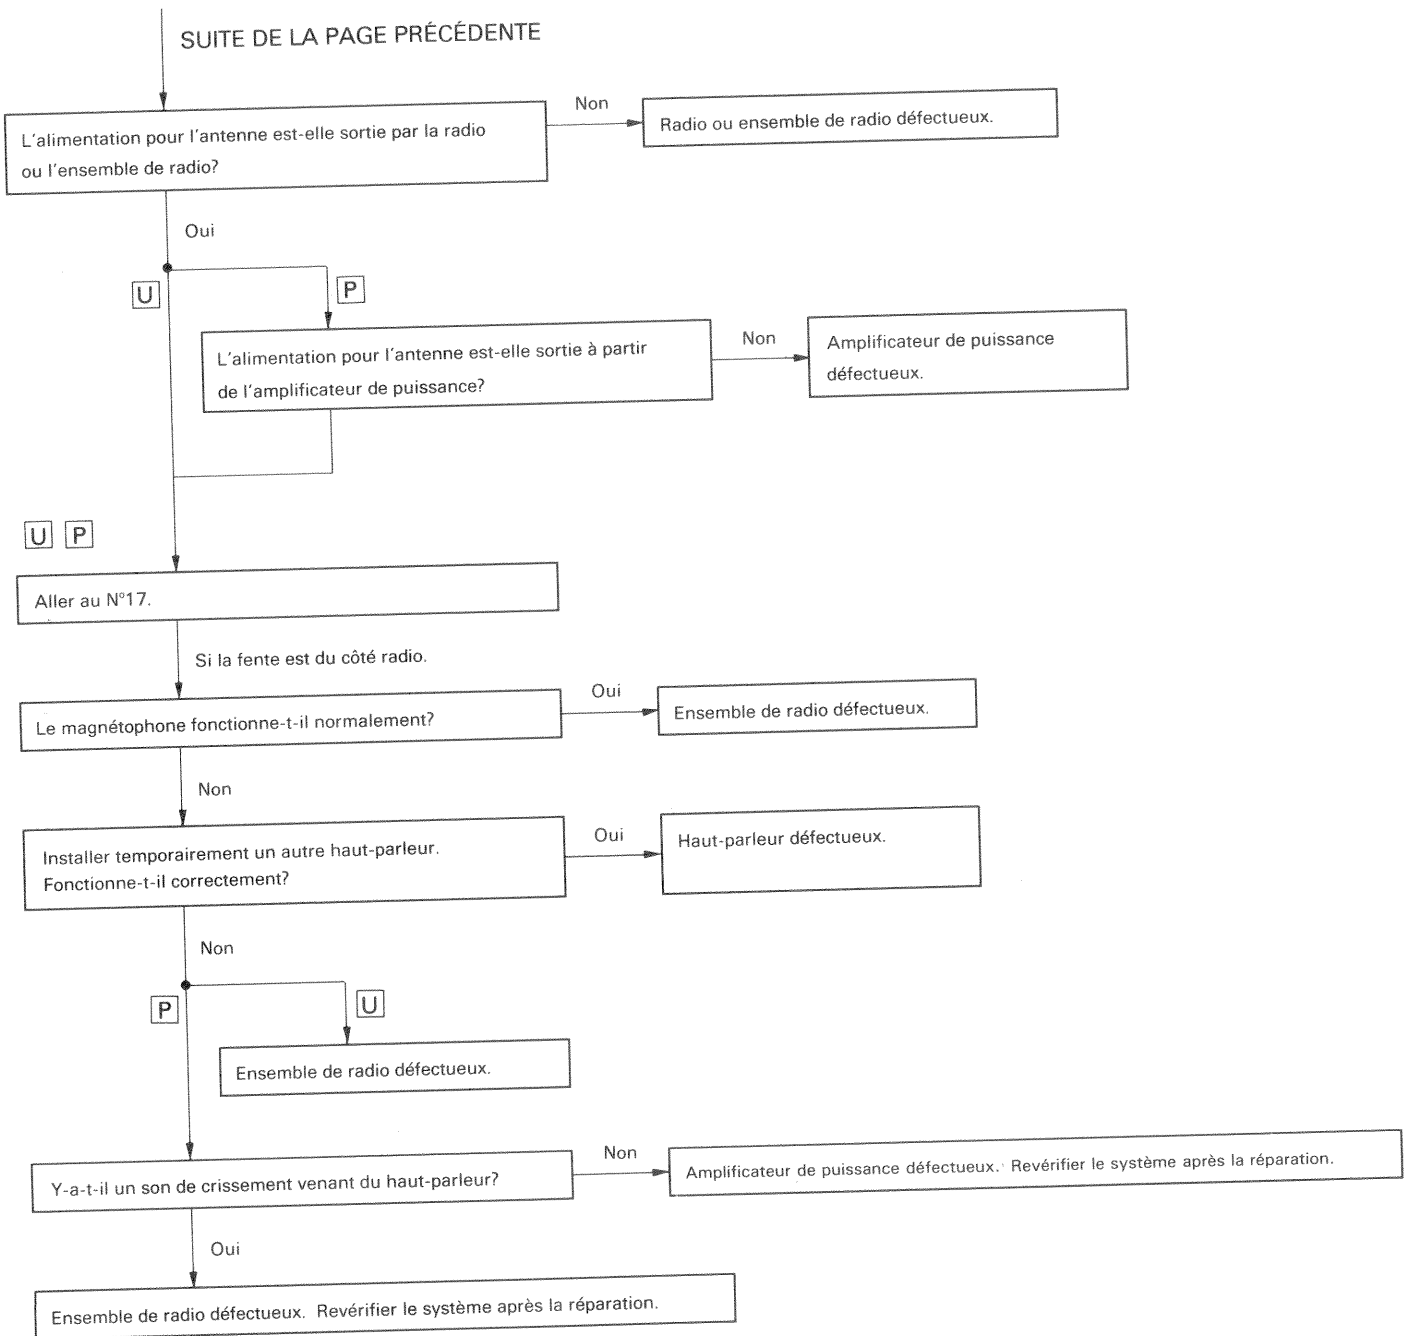 SUITE DE LA PAGE PRÉCÉDENTE
L'alimentation pour l'antenne est-elle sortie par la radio
ou l'ensemble de radio?
Non
Radio ou ensemble de radio défectueux.
Oui
U
P
L'alimentation pour l'antenne est-elle sortie à partir
de l'amplificateur de puissance?
Non
Amplificateur de puissance
défectueux.
U P
Aller au N°17.
Si la fente est du côté radio.
Le magnétophone fonctionne-t-il normalement?
Oui
Ensemble de radio défectueux.
Non
Installer temporairement un autre haut-parleur.
Fonctionne-t-il correctement?
Oui
Haut-parleur défectueux.
Non
P
U
Ensemble de radio défectueux.
Y-a-t-il un son de crissement venant du haut-parleur?
Non
Amplificateur de puissance défectueux. Revérifier le système après la réparation.
Oui
Ensemble de radio défectueux. Revérifier le système après la réparation.